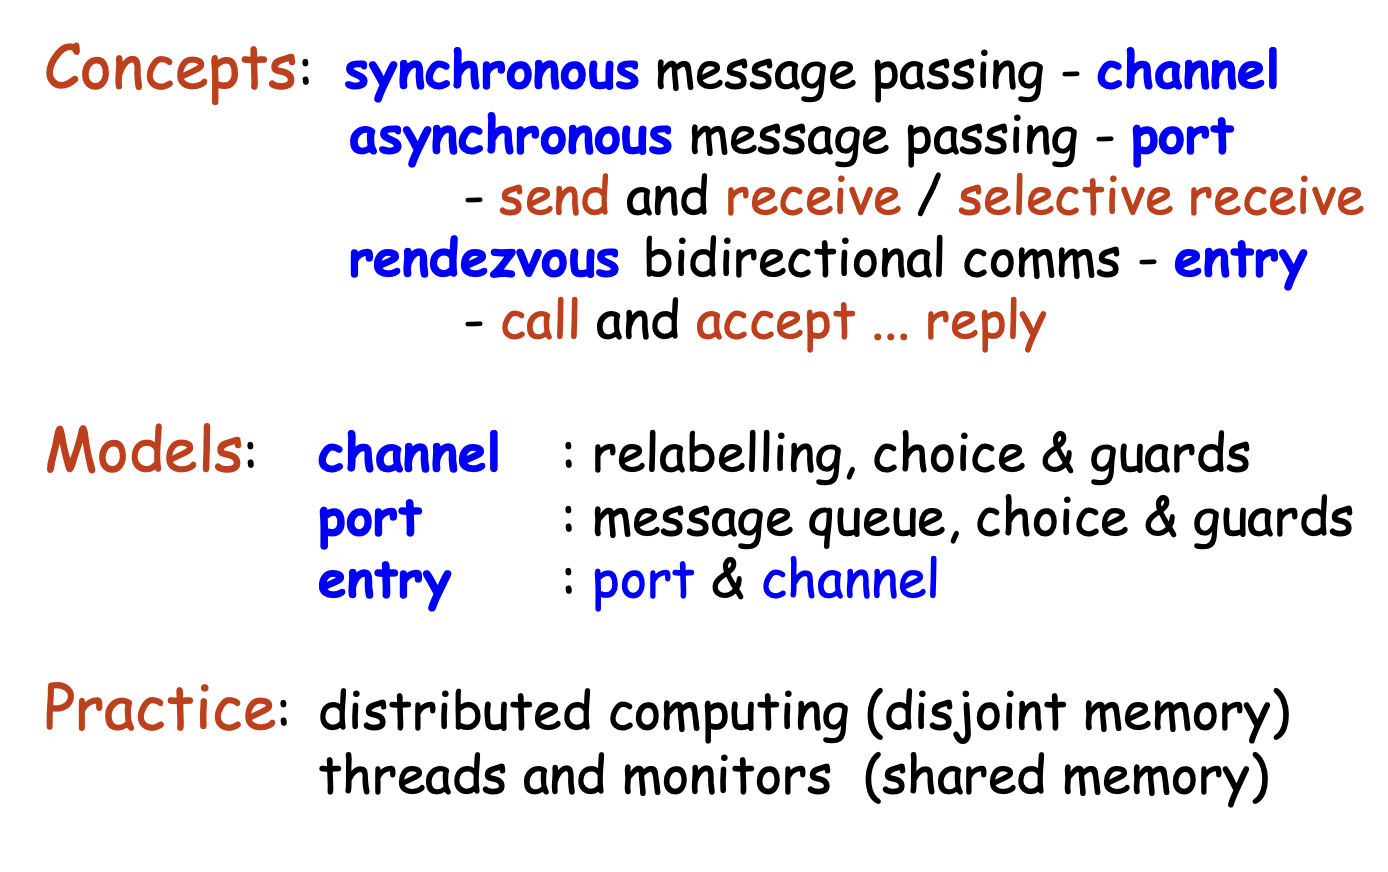 Concepts: synchronous message passing - channel
asynchronous message passing - port
- send and receive / selective receive
rendezvous bidirectional comms - entry
- call and accept ... reply
Models: channel : relabelling, choice & guards
port : message queue, choice & guards
entry : port & channel
Practice: distributed computing (disjoint memory)
threads and monitors (shared memory)